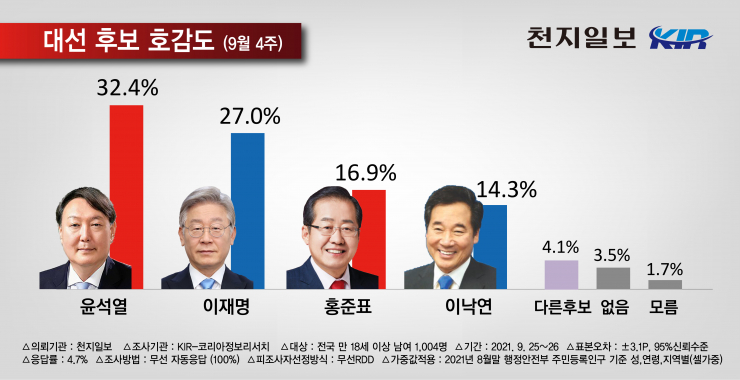 대선 후보 호감도 (9월 4주)
천지일보 KIR
32.4%
27.0%
16.9%
14.3%
4.1%
3.5%
1.7%
윤석열 이재명 홍준표 이낙연 다른후보 없음 모름
△의뢰기관 : 천지일보 △조사기관 : KIR-코리아정보리서치 △대상 : 전국 만 18세 이상 남여 1,004명 △기간 : 2021. 9. 25~26 △표본오차 : ±3.1P, 95%신뢰수준
△응답률 : 4.7% △조사방법 : 무선 자동응답 (100%) △피조사자선정방식 : 무선RDD △가중값적용 : 2021년 8월말 행정안전부 주민등록인구 기준 성,연령,지역별(셀가중)